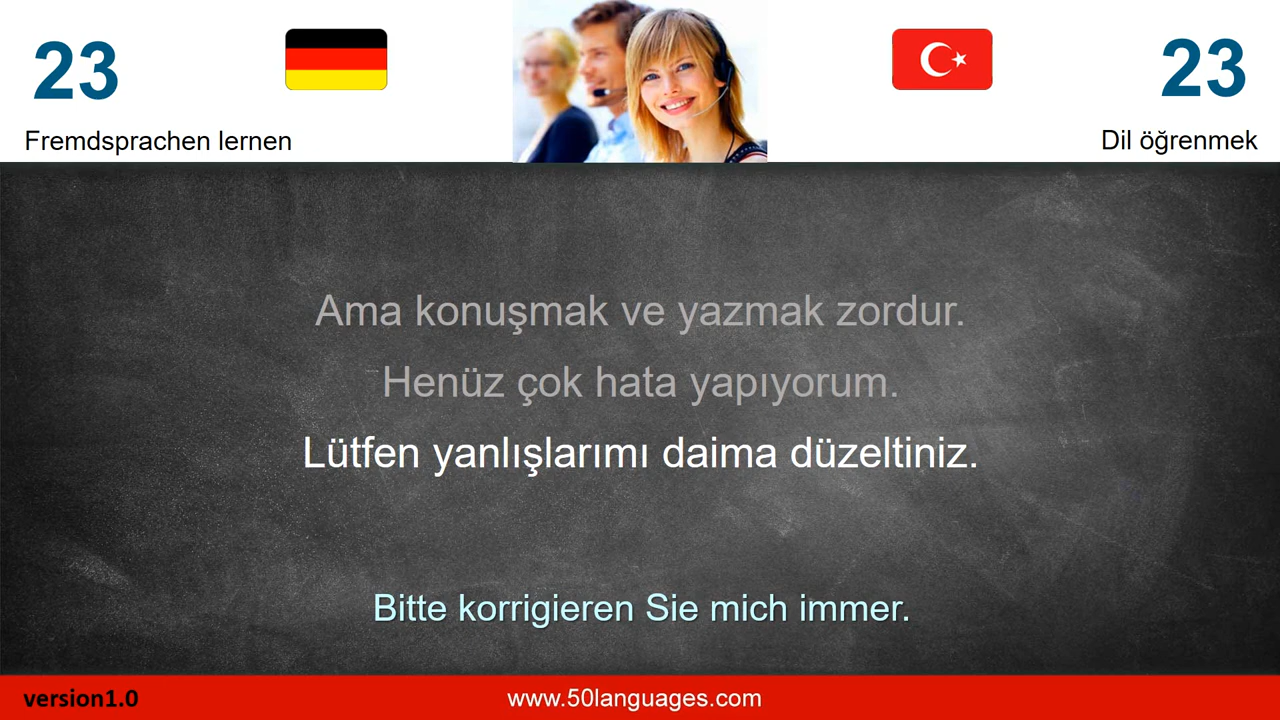 23
23
Fremdsprachen lernen
Dil öğrenmek
Ama konuşmak ve yazmak zordur.
Henüz çok hata yapıyorum.
Lütfen yanlışlarımı daima düzeltiniz.
Bitte korrigieren Sie mich immer.
version1.0
www.50languages.com